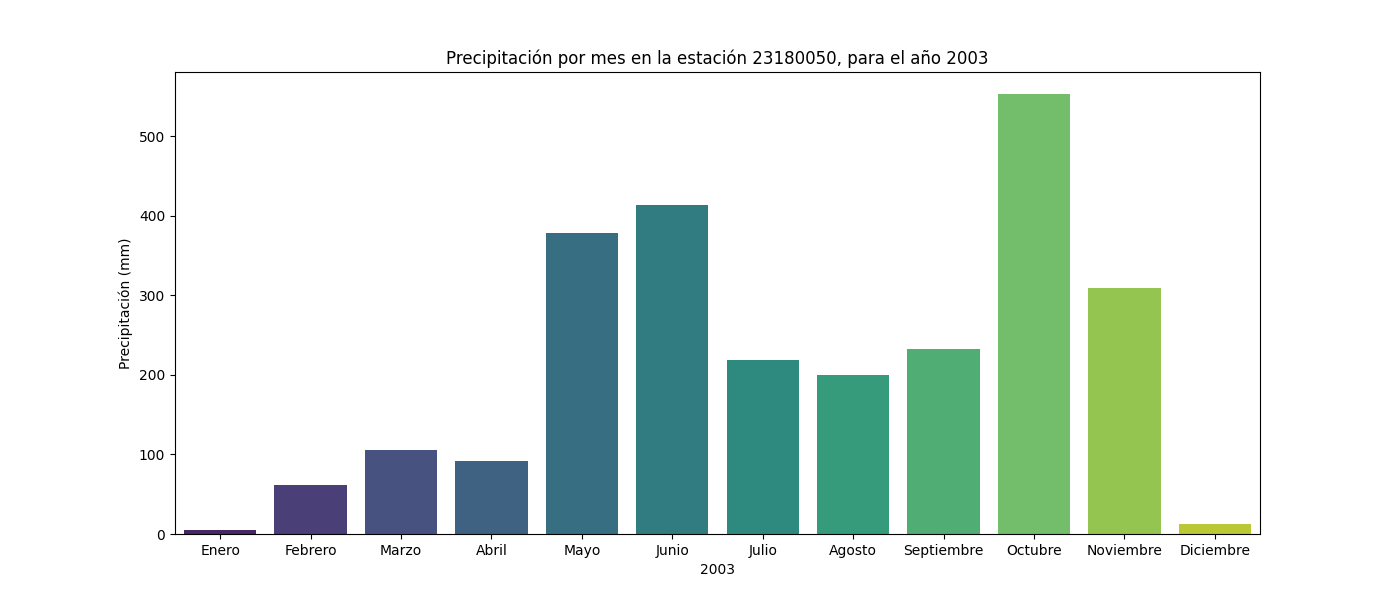 Precipitación por mes en la estación 23180050, para el año 2003
Precipitación (mm)
500
400
300
200
100
0
Enero Febrero Marzo Abril Mayo Junio Julio Agosto Septiembre Octubre Noviembre Diciembre
2003